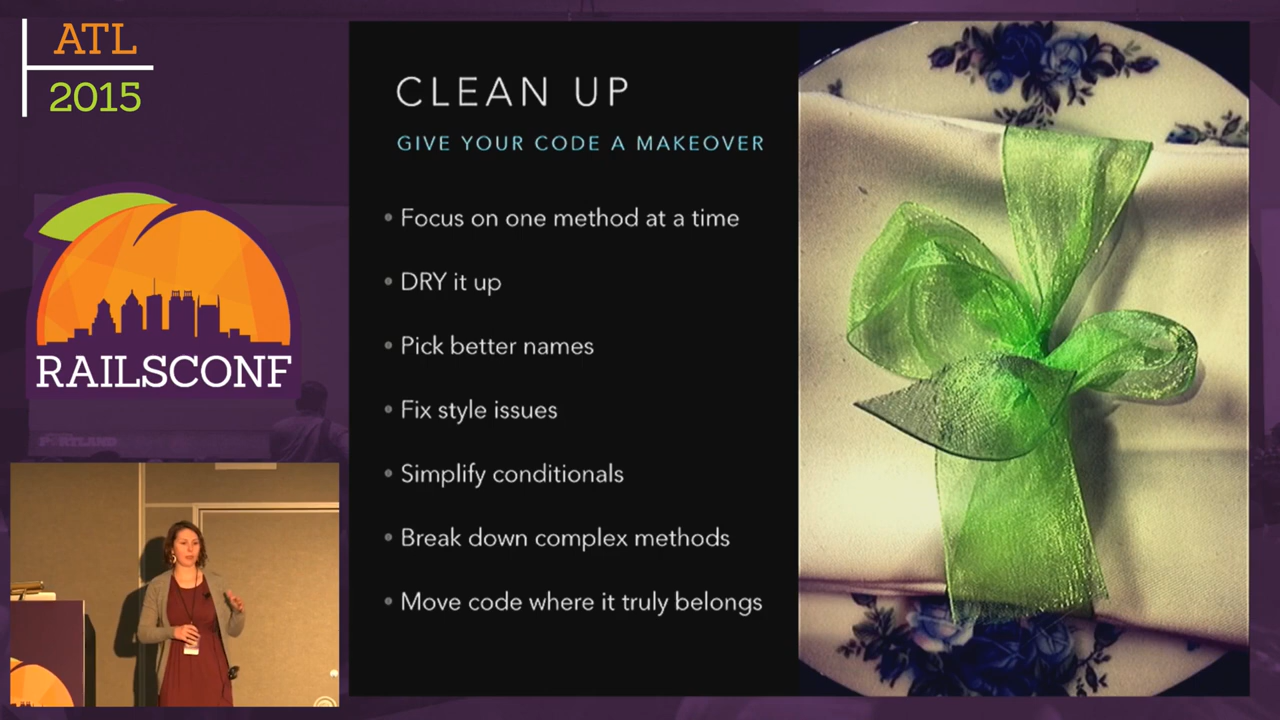 ATL
2015
RAILSCONF
PORTLAND
CLEAN UP
GIVE YOUR CODE A MAKEOVER
• Focus on one method at a time
• DRY it up
• Pick better names
• Fix style issues
• Simplify conditionals
• Break down complex methods
• Move code where it truly belongs